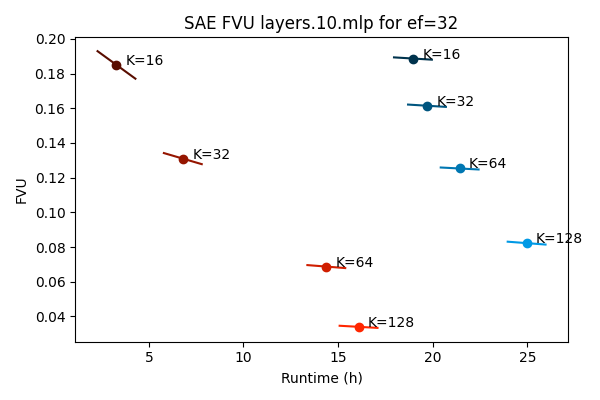 SAE FVU layers.10.mlp for ef=32
FVU
0.20
0.18
0.16
0.14
0.12
0.10
0.08
0.06
0.04
K=16
K=32
K=64
K=128
K=16
K=32
K=64
K=128
5
10
15
20
25
Runtime (h)